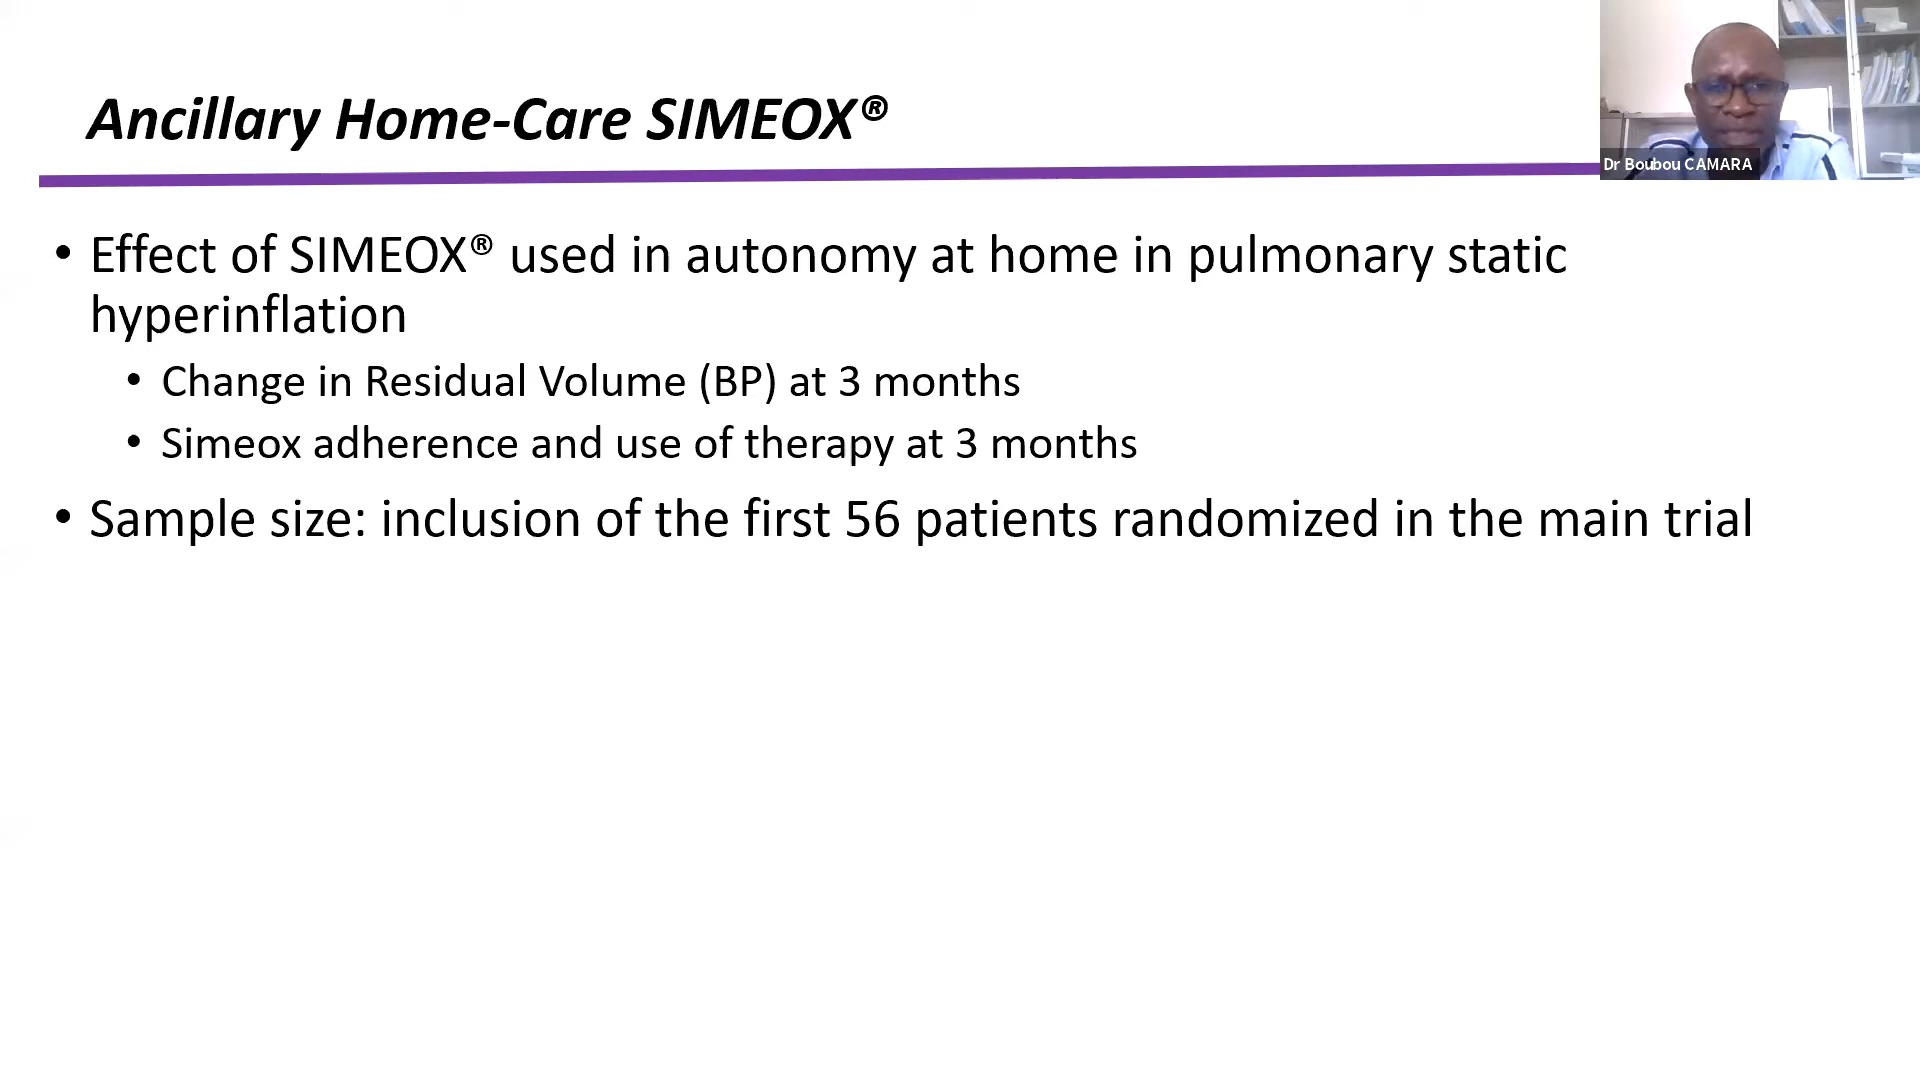 Ancillary Home-Care SIMEOX®
Dr Boubou CAMARA
• Effect of SIMEOX® used in autonomy at home in pulmonary static
hyperinflation
• Change in Residual Volume (BP) at 3 months
• Simeox adherence and use of therapy at 3 months
• Sample size: inclusion of the first 56 patients randomized in the main trial